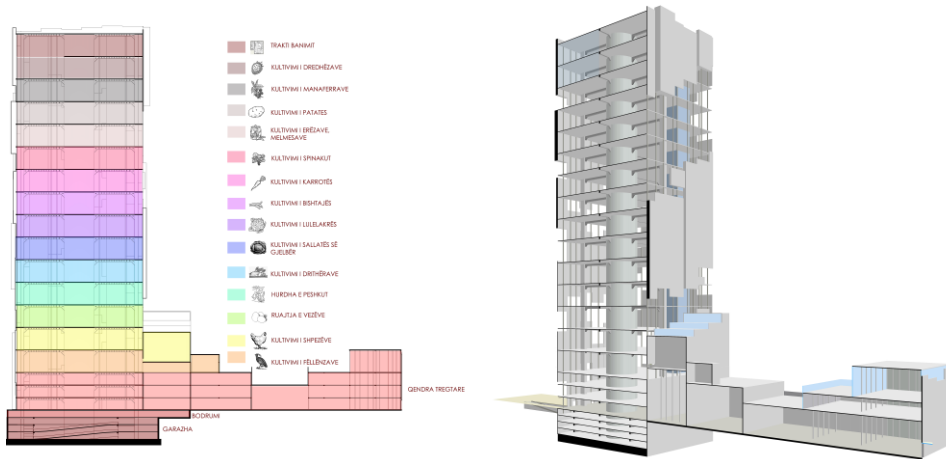 TRAKTI BANIMIT
KULTIVIMI I DREDHËZAVE
KULTIVIMI I MANAFERRAVE
KULTIVIMI I PATATES
KULTIVIMI I ERËZAVE,
MELMESAVE
KULTIVIMI I SPINAKUT
KULTIVIMI I KARROTËS
KULTIVIMI I BISHTAJËS
KULTIVIMI I LULELAKRËS
KULTIVIMI I SALLATËS SË
GJELBËR
KULTIVIMI I DRITHËRAVE
HURDHA E PESHKUT
RUAJTJA E VEZËVE
KULTIVIMI I SHPEZËVE
KULTIVIMI I FËLLËNZAVE
QENDRA TREGTARE
BODRUMI
GARAZHA